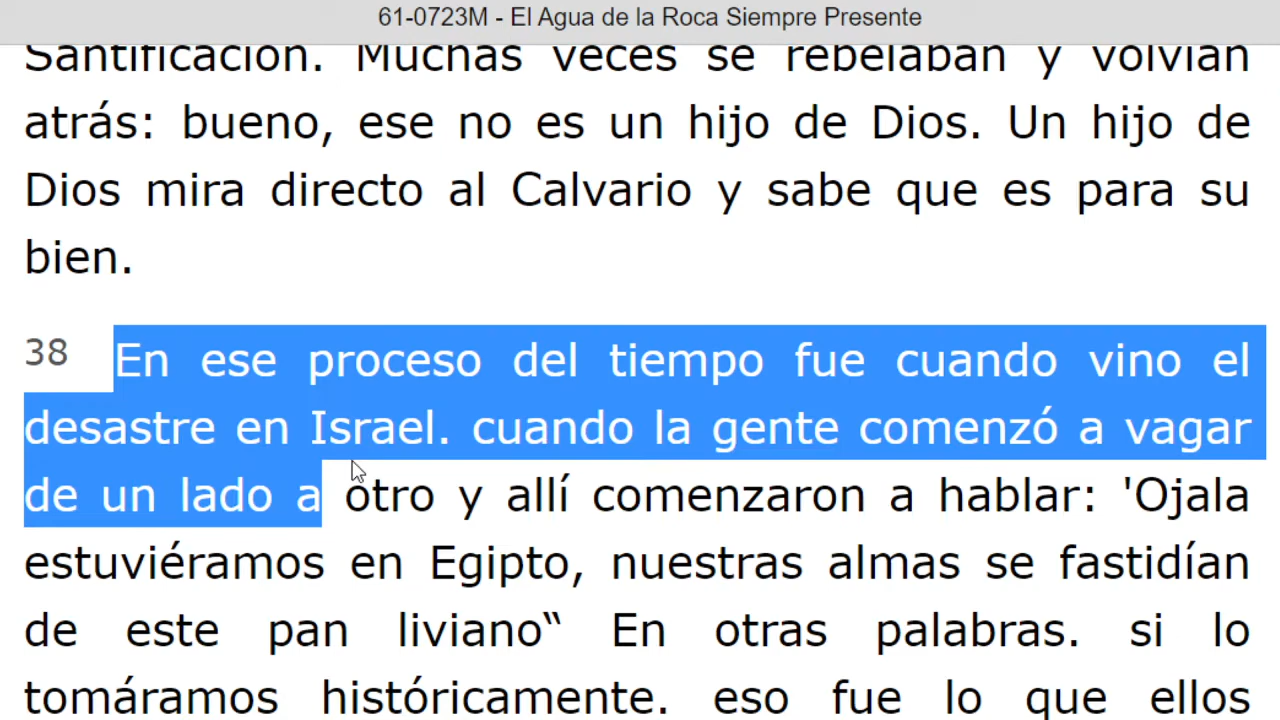 61-0723M - El Agua de la Roca Siempre Presente
Santificación. Muchas veces se rebelaban y volvían
atrás: bueno, ese no es un hijo de Dios. Un hijo de
Dios mira directo al Calvario y sabe que es para su
bien.
38 En ese proceso del tiempo fue cuando vino el
desastre en Israel. cuando la gente comenzó a vagar
de un lado a otro y allí comenzaron a hablar: 'Ojala
estuviéramos en Egipto, nuestras almas se fastidían
de este pan liviano“ En otras palabras. si lo
tomáramos históricamente. eso fue lo que ellos